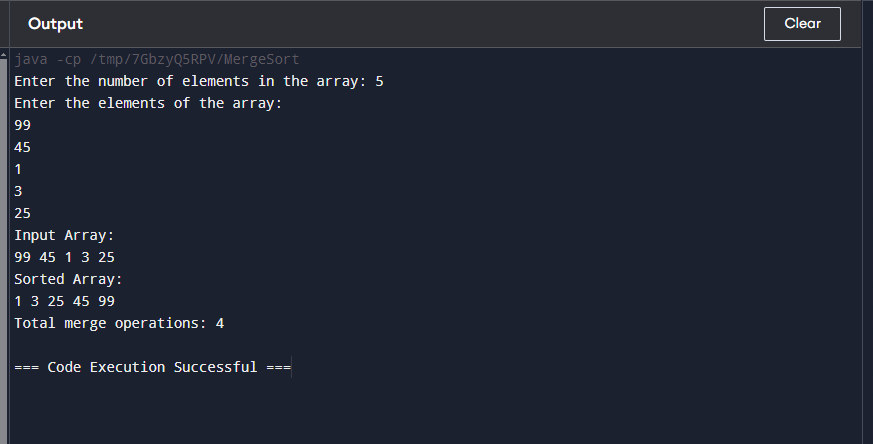 Output
Clear
java -cp /tmp/7GbzyQ5RPV/MergeSort
Enter the number of elements in the array: 5
Enter the elements of the array:
99
45
1
3
25
Input Array:
99 45 1 3 25
Sorted Array:
1 3 25 45 99
Total merge operations: 4
=== Code Execution Successful ===